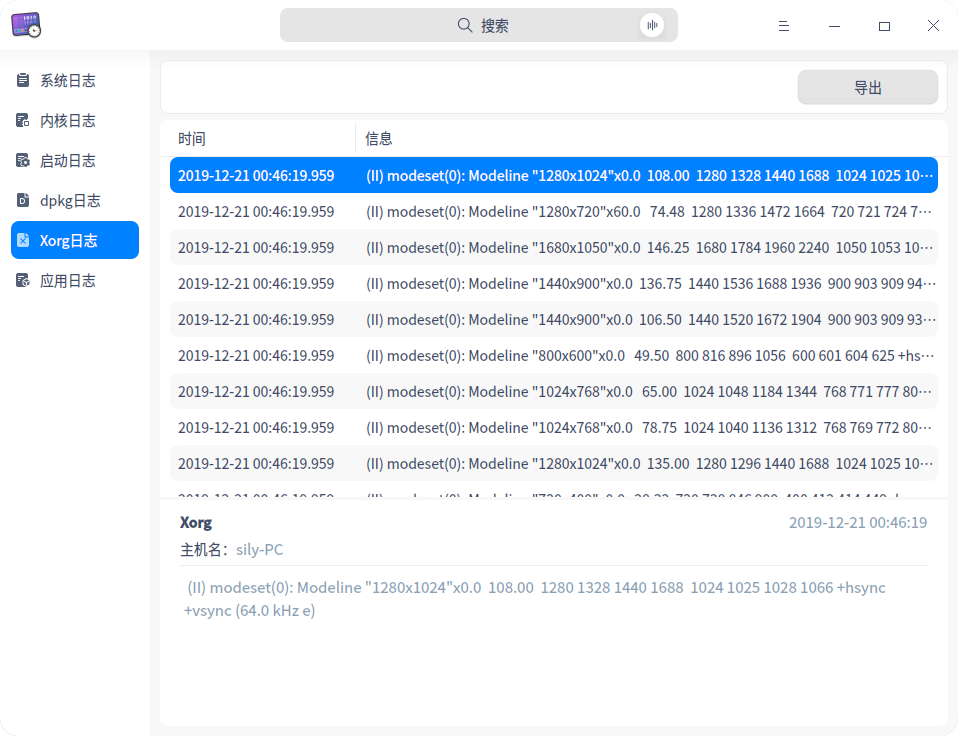 搜索
系统日志
内核日志
启动日志
dpkg日志
Xorg日志
应用日志
导出
时间 信息
2019-12-21 00:46:19.959 (II) modeset(0): Modeline "1280x1024"x0.0 108.00 1280 1328 1440 1688 1024 1025 10···
2019-12-21 00:46:19.959 (II) modeset(0): Modeline "1280x720"x60.0 74.48 1280 1336 1472 1664 720 721 724 7···
2019-12-21 00:46:19.959 (II) modeset(0): Modeline "1680x1050"x0.0 146.25 1680 1784 1960 2240 1050 1053 10···
2019-12-21 00:46:19.959 (II) modeset(0): Modeline "1440x900"x0.0 136.75 1440 1536 1688 1936 900 903 909 94···
2019-12-21 00:46:19.959 (II) modeset(0): Modeline "1440x900"x0.0 106.50 1440 1520 1672 1904 900 903 909 93···
2019-12-21 00:46:19.959 (II) modeset(0): Modeline "800x600"x0.0 49.50 800 816 896 1056 600 601 604 625 +hs···
2019-12-21 00:46:19.959 (II) modeset(0): Modeline "1024x768"x0.0 65.00 1024 1048 1184 1344 768 771 777 80···
2019-12-21 00:46:19.959 (II) modeset(0): Modeline "1024x768"x0.0 78.75 1024 1040 1136 1312 768 769 772 80···
2019-12-21 00:46:19.959 (II) modeset(0): Modeline "1280x1024"x0.0 135.00 1280 1296 1440 1688 1024 1025 10···
Xorg 2019-12-21 00:46:19
主机名: sily-PC
(II) modeset(0): Modeline "1280x1024"x0.0 108.00 1280 1328 1440 1688 1024 1025 1028 1066 +hsync
+vsync (64.0 kHz e)